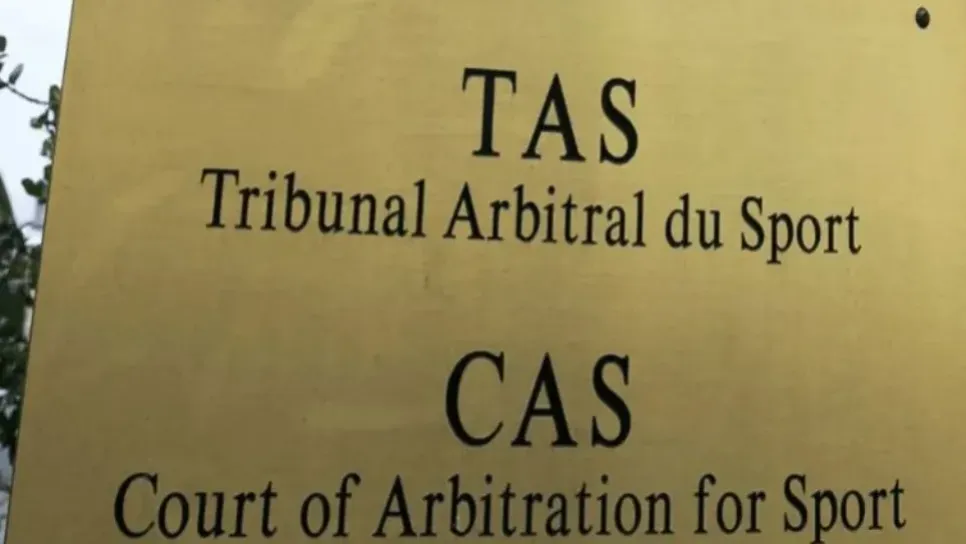 TAS
Tribunal Arbitral du Sport
CAS
Court of Arbitration for Sport